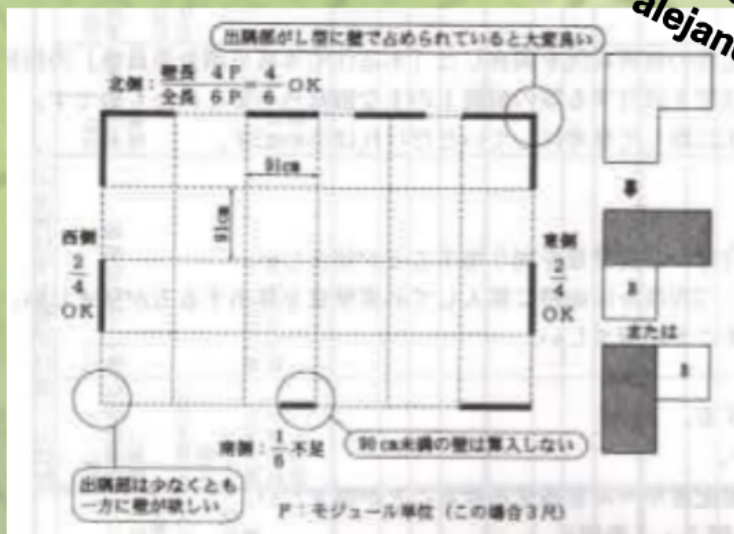 alejand
出隅部がL型に壁で占められていると大変良い
北側：壁長/全長 4P/6P＝4/6 OK
91cm
91cm
西側
2/4
OK
東側
2/4
OK
または
南側：1/6不足
90cm未満の壁は算入しない
出隅部は少なくとも
一方に壁が欲しい
P：モジュール単位（この場合3尺）